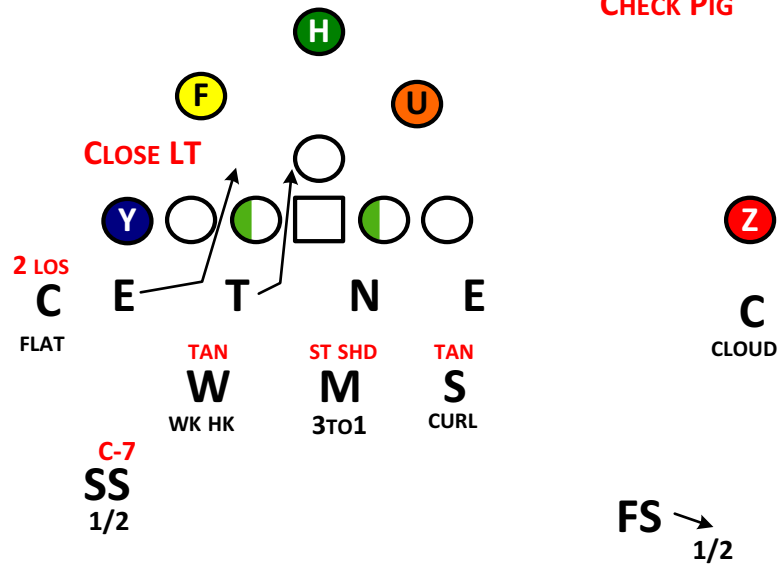 CHECK PIG
H
F
U
CLOSE LT
Y
Z
2 LOS
C
E
T
N
E
C
FLAT
CLOUD
TAN
ST SHD
TAN
W
M
S
WK HK
3TO1
CURL
C-7
SS
1/2
FS
1/2